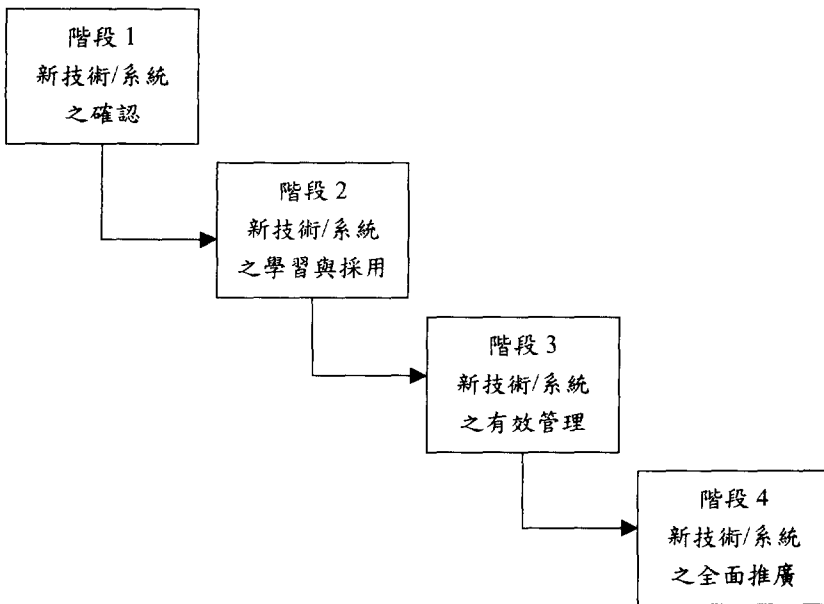 階段 1
新技術/系統
之確認
階段 2
新技術/系統
之學習與採用
階段 3
新技術/系統
之有效管理
階段 4
新技術/系統
之全面推廣